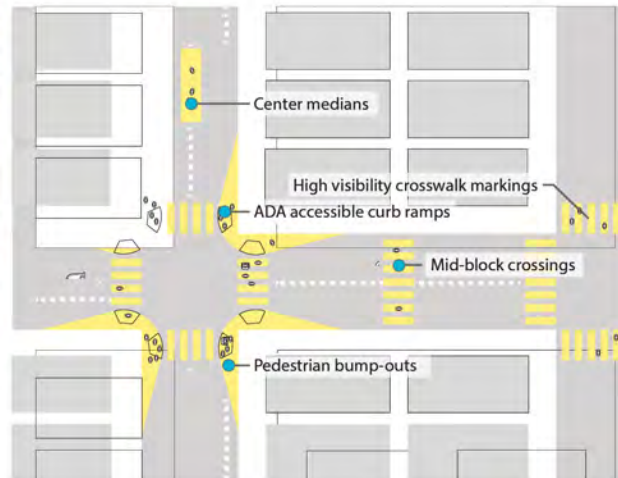 Center medians
High visibility crosswalk markings
ADA accessible curb ramps
Mid-block crossings
Pedestrian bump-outs